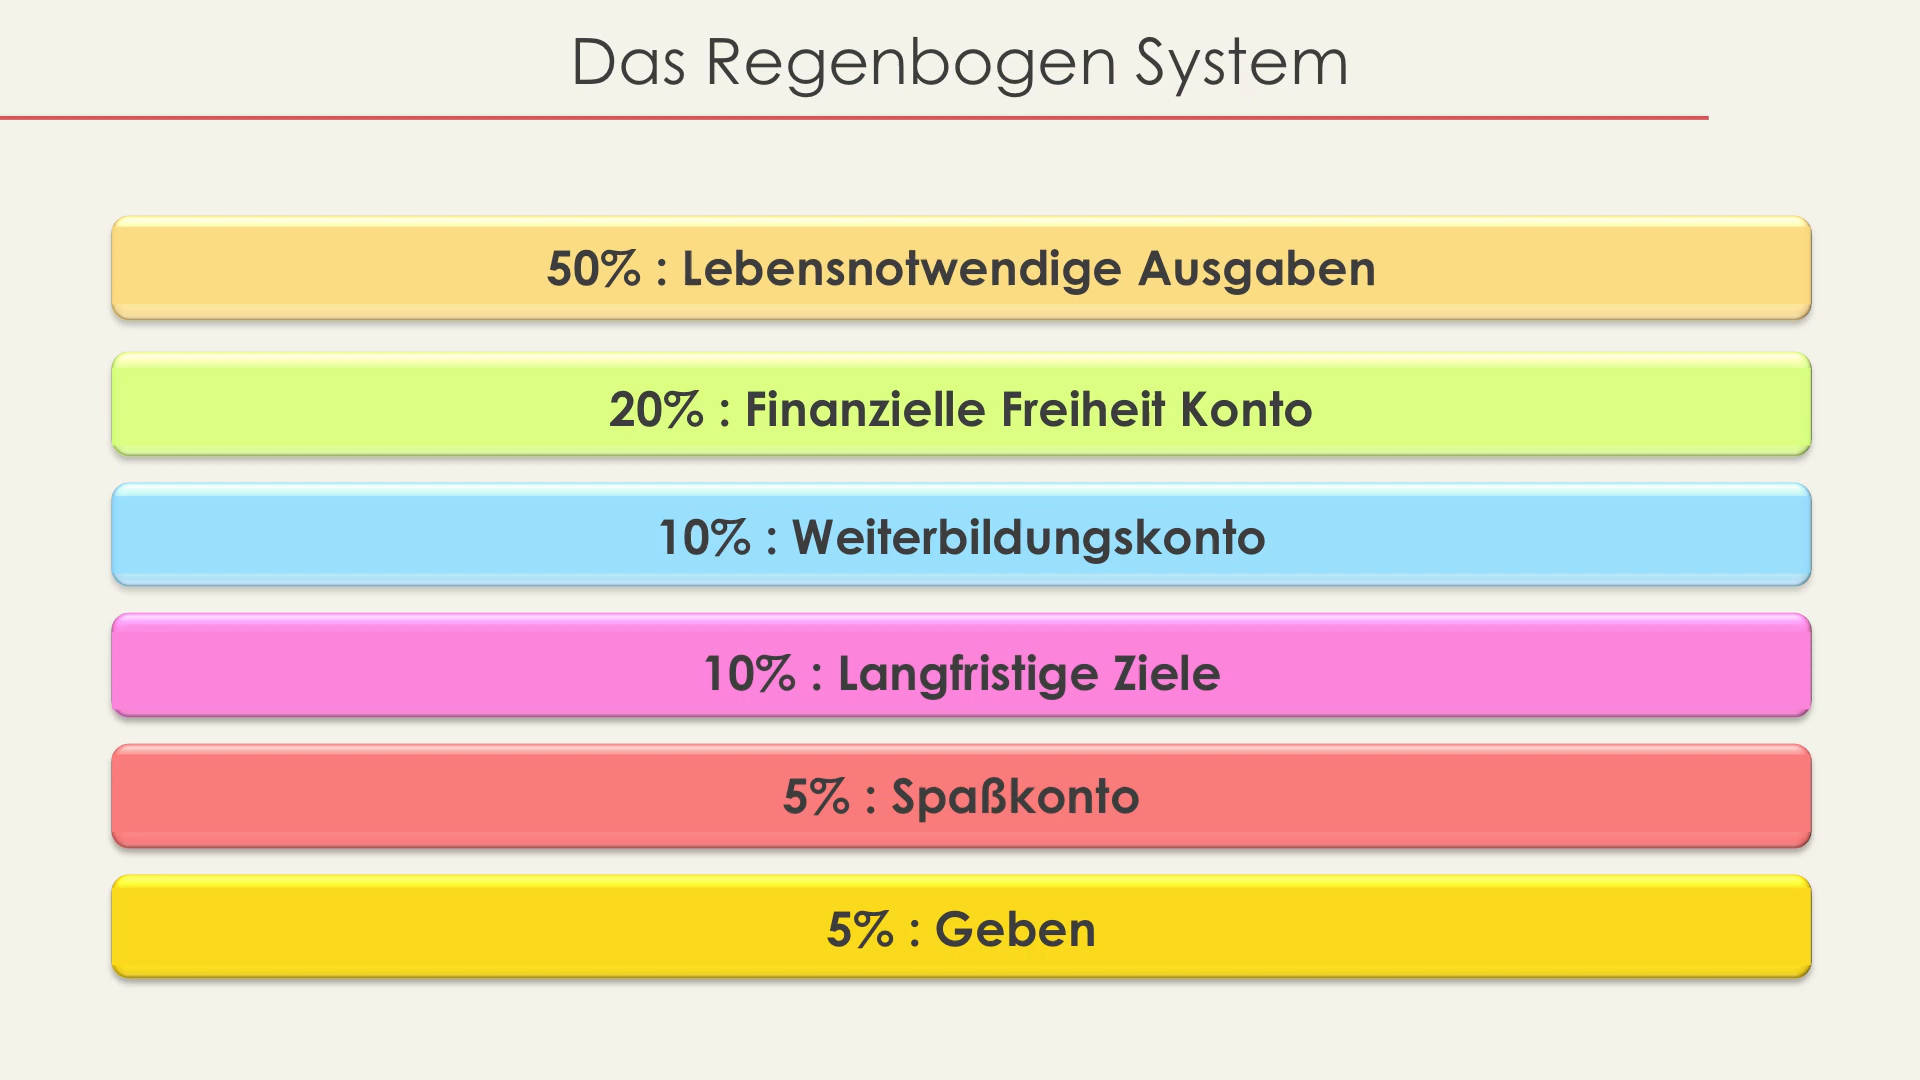 Das Regenbogen System
50% : Lebensnotwendige Ausgaben
20% : Finanzielle Freiheit Konto
10% : Weiterbildungskonto
10% : Langfristige Ziele
5% : Spaßkonto
5% : Geben